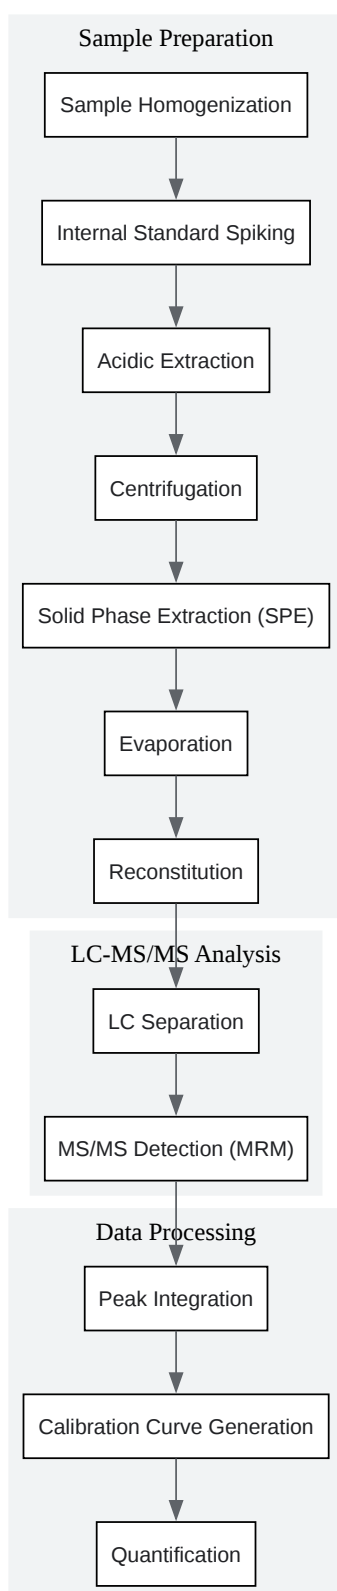 Sample Preparation
Sample Homogenization
Internal Standard Spiking
Acidic Extraction
Centrifugation
Solid Phase Extraction (SPE)
Evaporation
Reconstitution
LC-MS/MS Analysis
LC Separation
MS/MS Detection (MRM)
Data Processing
Peak Integration
Calibration Curve Generation
Quantification